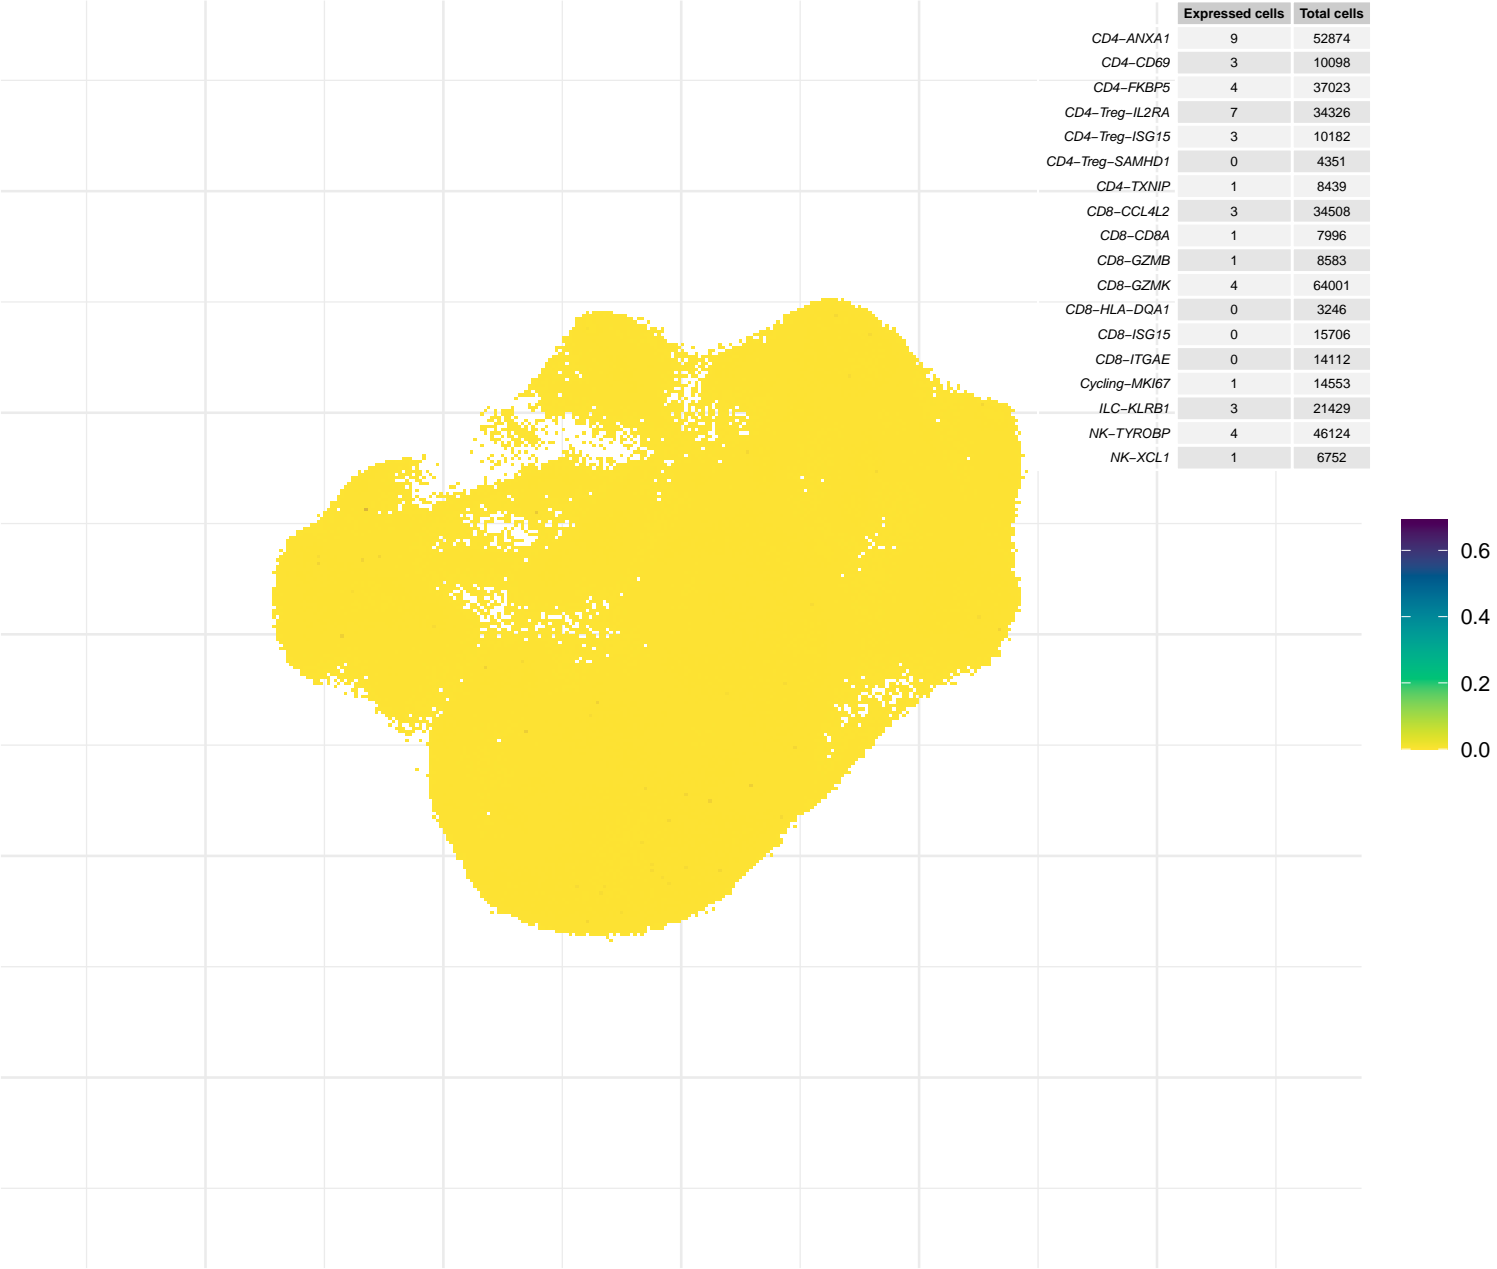 Expressed cells Total cells
CD4−ANXA1 9 52874
CD4−CD69 3 10098
CD4−FKBP5 4 37023
CD4−Treg−IL2RA 7 34326
CD4−Treg−ISG15 3 10182
CD4−Treg−SAMHD1 0 4351
CD4−TXNIP 1 8439
CD8−CCL4L2 3 34508
CD8−CD8A 1 7996
CD8−GZMB 1 8583
CD8−GZMK 4 64001
CD8−HLA−DQA1 0 3246
CD8−ISG15 0 15706
CD8−ITGAE 0 14112
Cycling−MKI67 1 14553
ILC−KLRB1 3 21429
NK−TYROBP 4 46124
NK−XCL1 1 6752
0.6
0.4
0.2
0.0